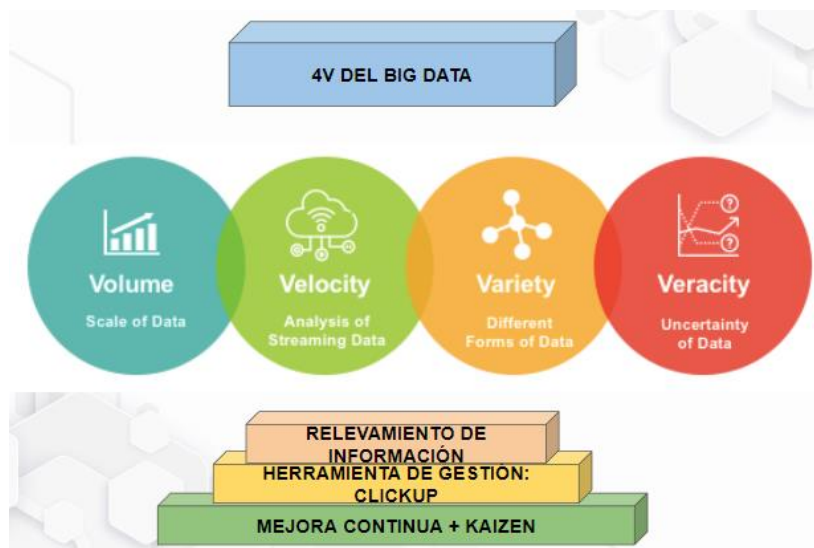 4V DEL BIG DATA
Volume
Scale of Data
Velocity
Analysis of
Streaming Data
Variety
Different
Forms of Data
?
?
Veracity
Uncertainty
of Data
RELEVAMIENTO DE
INFORMACIÓN
HERRAMIENTA DE GESTIÓN:
CLICKUP
MEJORA CONTINUA + KAIZEN